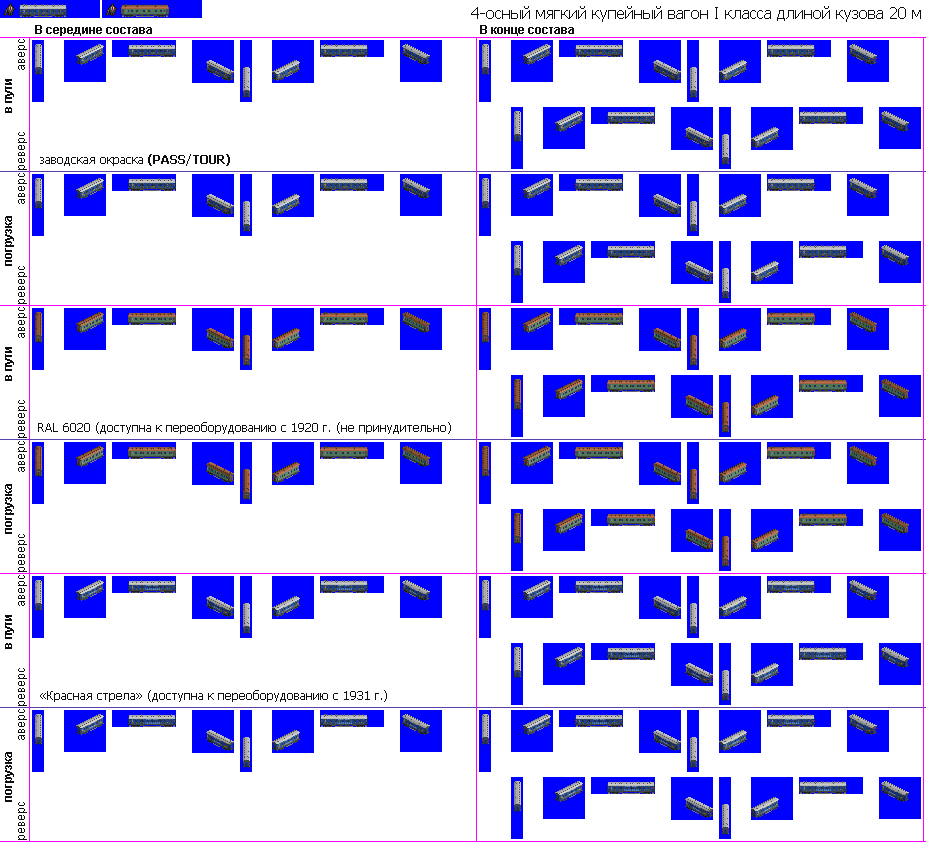 4-осный мягкий купейный вагон I класса длиной кузова 20 м
В середине состава
В конце состава
в пути
аверс
реверс
заводская окраска (PASS/TOUR)
погрузка
аверс
реверс
в пути
аверс
реверс
RAL 6020 (доступна к переоборудованию с 1920 г. (не принудительно)
погрузка
аверс
реверс
в пути
аверс
реверс
«Красная стрела» (доступна к переоборудованию с 1931 г.)
погрузка
аверс
реверс